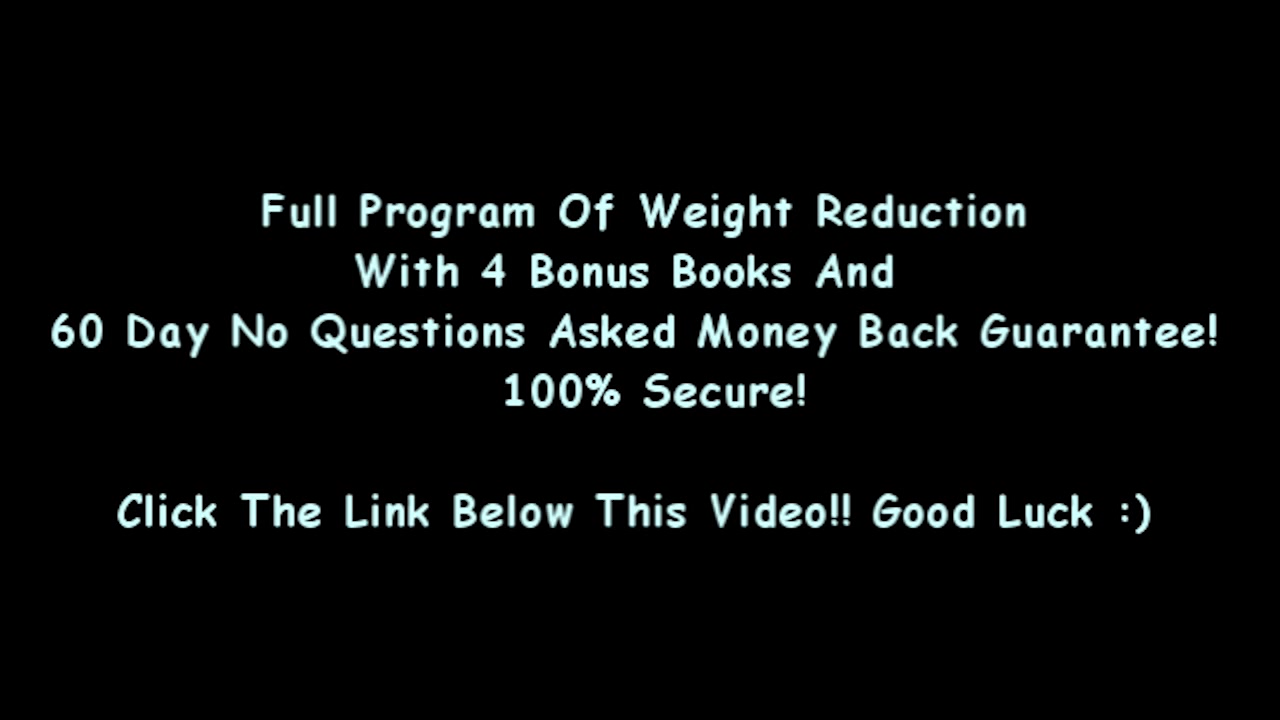 Full Program Of Weight Reduction
With 4 Bonus Books And
60 Day No Questions Asked Money Back Guarantee!
100% Secure!
Click The Link Below This Video!! Good Luck :)